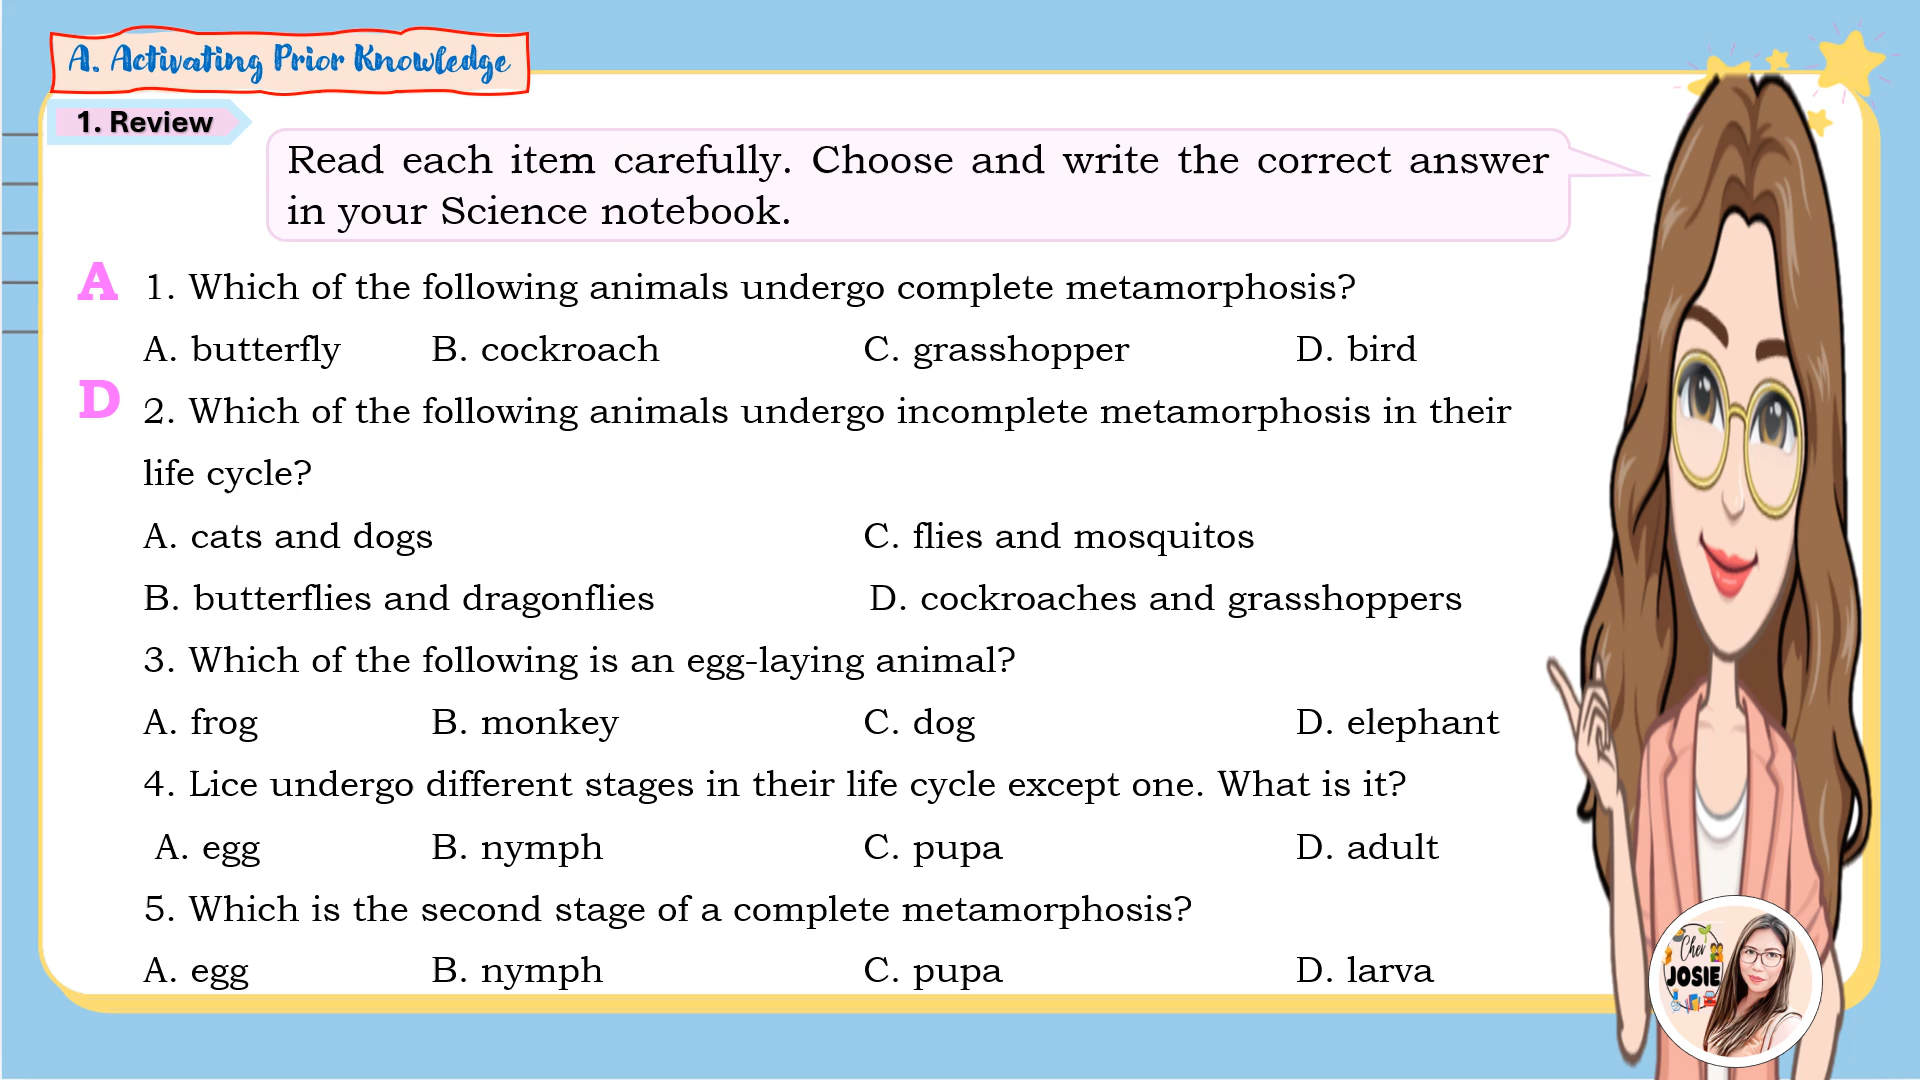 A. Activating Prior Knowledge
1. Review
Read each item carefully. Choose and write the correct answer
in your Science notebook.
A 1. Which of the following animals undergo complete metamorphosis?
A. butterfly B. cockroach C. grasshopper D. bird
D 2. Which of the following animals undergo incomplete metamorphosis in their
life cycle?
A. cats and dogs C. flies and mosquitos
B. butterflies and dragonflies D. cockroaches and grasshoppers
3. Which of the following is an egg-laying animal?
A. frog B. monkey C. dog D. elephant
4. Lice undergo different stages in their life cycle except one. What is it?
A. egg B. nymph C. pupa D. adult
5. Which is the second stage of a complete metamorphosis?
A. egg B. nymph C. pupa D. larva
Cher
JOSIE